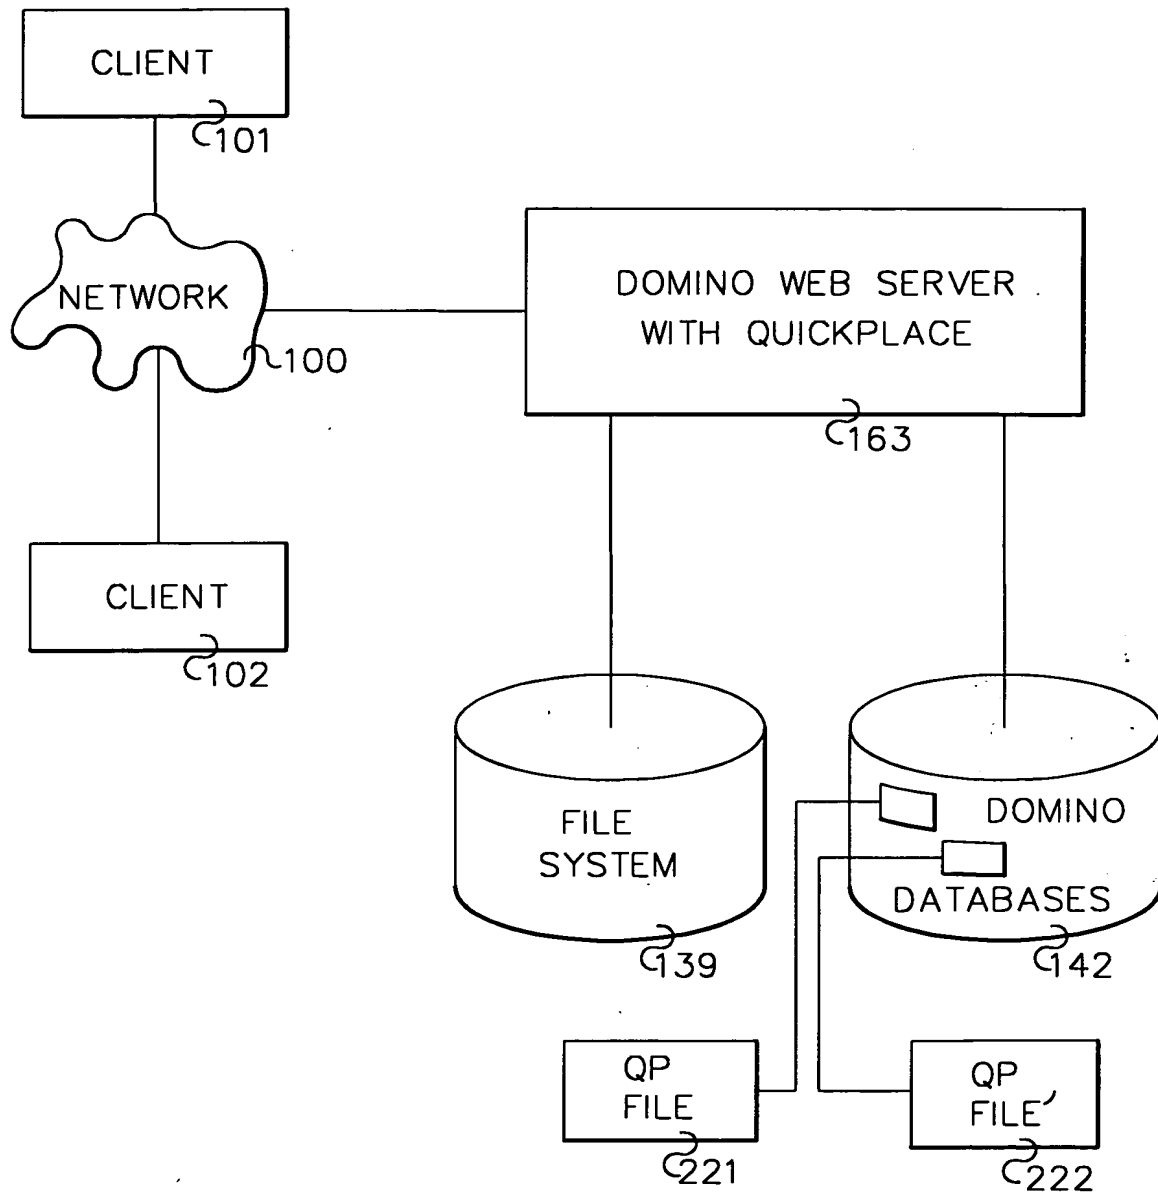 CLIENT
101
NETWORK
100
DOMINO WEB SERVER
WITH QUICKPLACE
163
CLIENT
102
FILE
SYSTEM
139
DOMINO
DATABASES
142
QP
FILE
221
QP
FILE′
222